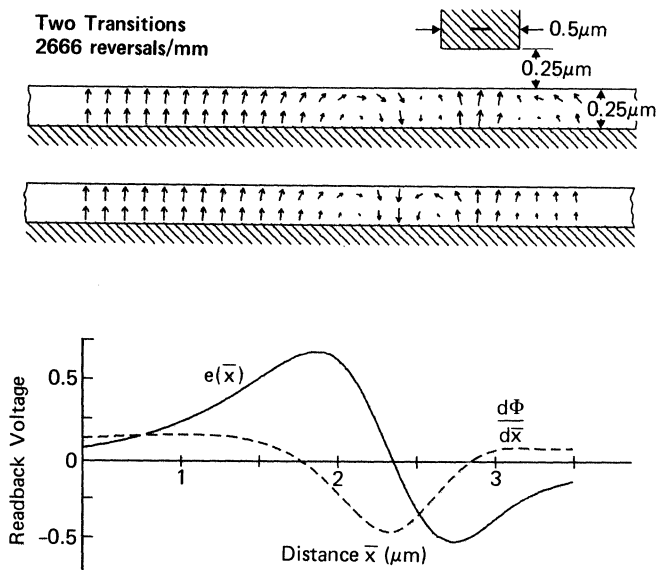 Two Transitions
2666 reversals/mm
0.5μm
0.25μm
0.25μm
Readback Voltage
0.5
0
−0.5
e(x̅)
dΦ
dx̅
1
2
3
Distance x̅ (μm)